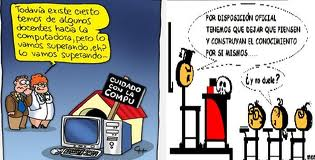 Todavía existe cierto
temor de algunos
docentes hacia la
computadora, pero lo
vamos superando, eh?
lo vamos superando...
CUIDADO
CON LA
COMPU
POR DISPOSICIÓN OFICIAL
TENEMOS QUE DEJAR QUE PIENSEN
Y CONSTRUYAN EL CONOCIMIENTO
POR SI MISMOS...
¿y no duele?